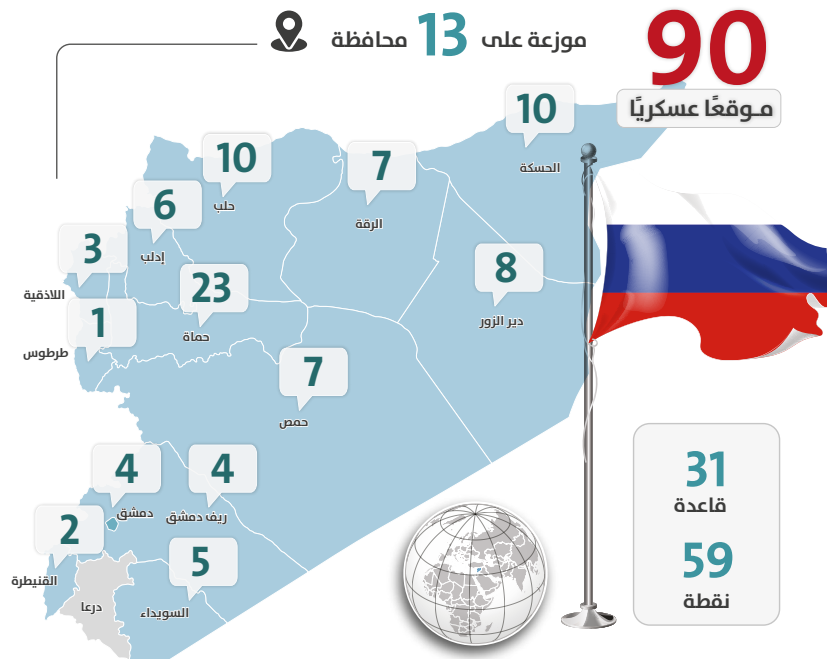 90
موقعًا عسكريًا
موزعة على 13 محافظة
10
الحسكة
10
حلب
7
الرقة
6
إدلب
3
اللاذقية
23
حماة
8
دير الزور
1
طرطوس
7
حمص
4
دمشق
4
ريف دمشق
2
القنيطرة
5
السويداء
درعا
31
قاعدة
59
نقطة